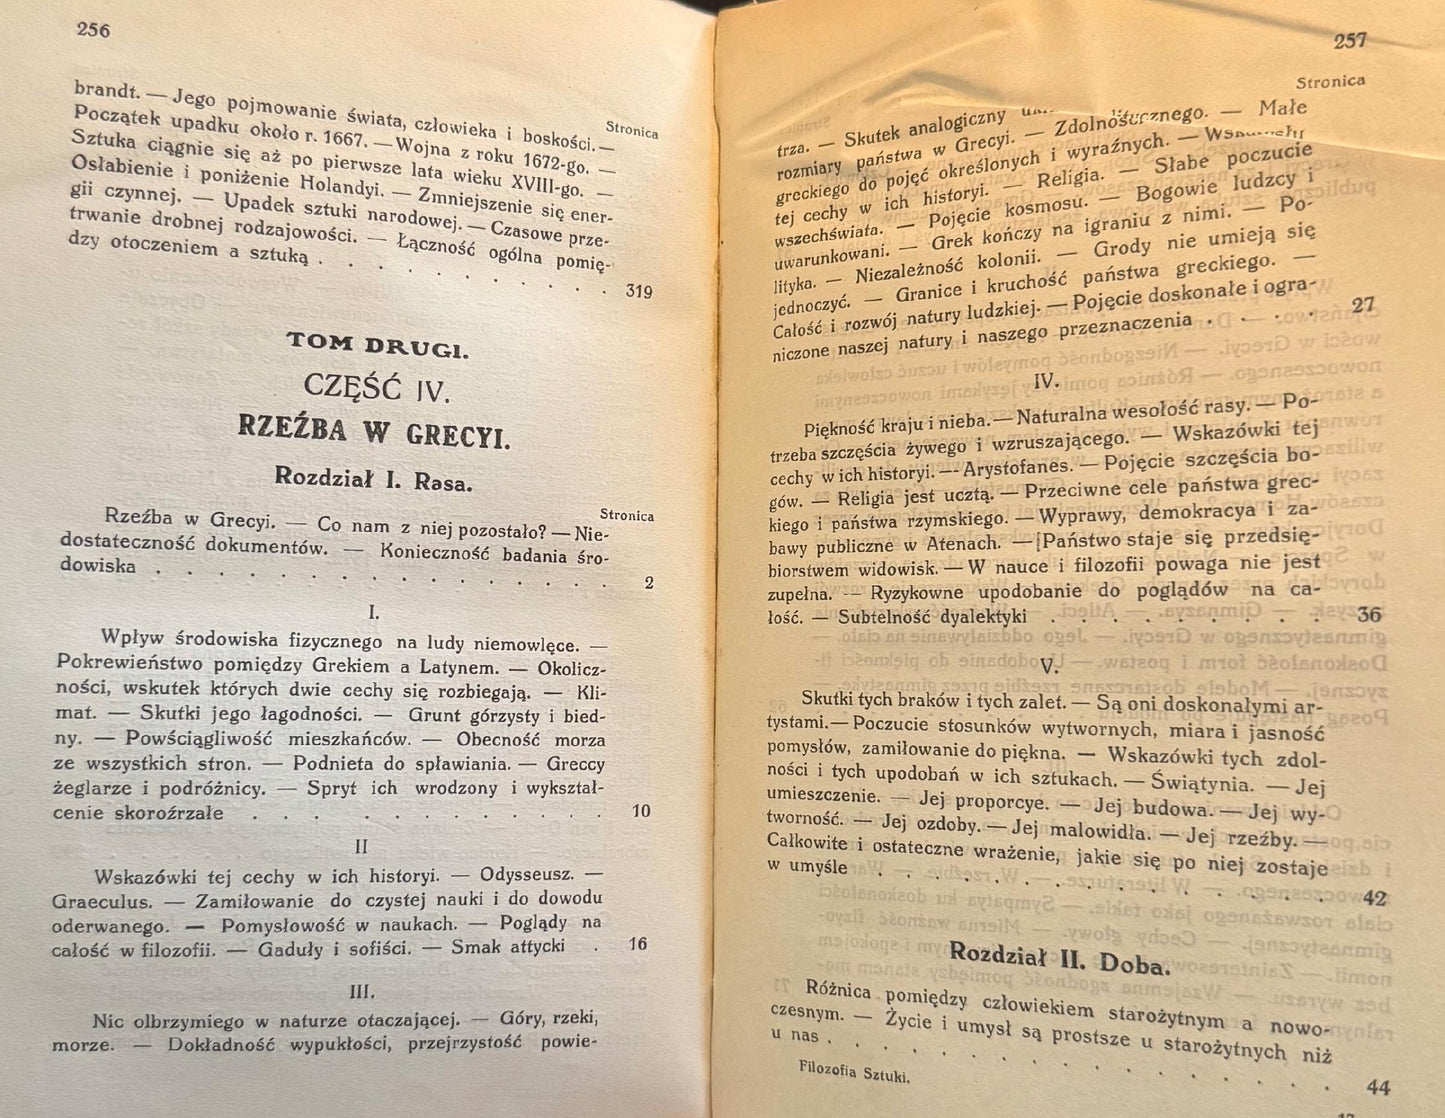 256
Stronica
brandt. — Jego pojmowanie świata, człowieka i boskości. —
Początek upadku około r. 1667. — Wojna z roku 1672-go. —
Sztuka ciągnie się aż po pierwsze lata wieku XVIII-go. —
Osłabienie i poniżenie Holandyi. — Zmniejszenie się ener-
gii czynnej. — Upadek sztuki narodowej. — Czasowe prze-
trwanie drobnej rodzajowości. — Łączność ogólna pomię-
dzy otoczeniem a sztuką . . . . . . . . . 319
TOM DRUGI.
CZĘŚĆ IV.
RZEŹBA W GRECYI.
Rozdział I. Rasa.
Stronica
Rzeźba w Grecyi. — Co nam z niej pozostało? — Nie-
dostateczność dokumentów. — Konieczność badania śro-
dowiska . . . . . . . . . . . . . . . 2
I.
Wpływ środowiska fizycznego na ludy niemowlęce. —
Pokrewieństwo pomiędzy Grekiem a Latynem. — Okolicz-
ności, wskutek których dwie cechy się rozbiegają. — Kli-
mat. — Skutki jego łagodności. — Grunt górzysty i bied-
ny. — Powściągliwość mieszkańców. — Obecność morza
ze wszystkich stron. — Podnieta do spławiania. — Greccy
żeglarze i podróżnicy. — Spryt ich wrodzony i wykształ-
cenie skoroźrzałe . . . . . . . . . . . 10
II
Wskazówki tej cechy w ich historyi. — Odysseusz. —
Graeculus. — Zamiłowanie do czystej nauki i do dowodu
oderwanego. — Pomysłowość w naukach. — Poglądy na
całość w filozofii. — Gaduły i sofiści. — Smak attycki . 16
III.
Nic olbrzymiego w naturze otaczającej. — Góry, rzeki,
morze. — Dokładność wypukłości, przejrzystość powie-
257
Stronica
trza. — Skutek analogiczny — Małe
rozmiary państwa w Grecyi. — Zdolność
greckiego do pojęć określonych i wyraźnych. —
tej cechy w ich historyi. — Religia. — Słabe poczucie
wszechświata. — Pojęcie kosmosu. — Bogowie ludzcy i
uwarunkowani. — Grek kończy na igraniu z nimi. — Po-
lityka. — Niezależność kolonii. — Grody nie umieją się
jednoczyć. — Granice i kruchość państwa greckiego. —
Całość i rozwój natury ludzkiej. — Pojęcie doskonałe i ogra-
niczone naszej natury i naszego przeznaczenia . . . . 27
IV.
Piękność kraju i nieba. — Naturalna wesołość rasy. — Po-
trzeba szczęścia żywego i wzruszającego. — Wskazówki tej
cechy w ich historyi. — Arystofanes. — Pojęcie szczęścia bo-
gów. — Religia jest ucztą. — Przeciwne cele państwa grec-
kiego i państwa rzymskiego. — Wyprawy, demokracya i za-
bawy publiczne w Atenach. — Państwo staje się przedsię-
biorstwem widowisk. — W nauce i filozofii powaga nie jest
zupełna. — Ryzykowne upodobanie do poglądów na ca-
łość. — Subtelność dyalektyki . . . . . . . . . 36
V.
Skutki tych braków i tych zalet. — Są oni doskonałymi ar-
tystami. — Poczucie stosunków wytwornych, miara i jasność
pomysłów, zamiłowanie do piękna. — Wskazówki tych zdol-
ności i tych upodobań w ich sztukach. — Świątynia. — Jej
umieszczenie. — Jej proporcye. — Jej budowa. — Jej wy-
tworność. — Jej ozdoby. — Jej malowidła. — Jej rzeźby. —
Całkowite i ostateczne wrażenie, jakie się po niej zostaje
w umyśle . . . . . . . . . . . . . . . . 42
Rozdział II. Doba.
Różnica pomiędzy człowiekiem starożytnym a nowo-
czesnym. — Życie i umysł są prostsze u starożytnych niż
u nas . . . . . . . . . . . . . . . . . 44
Filozofia Sztuki.